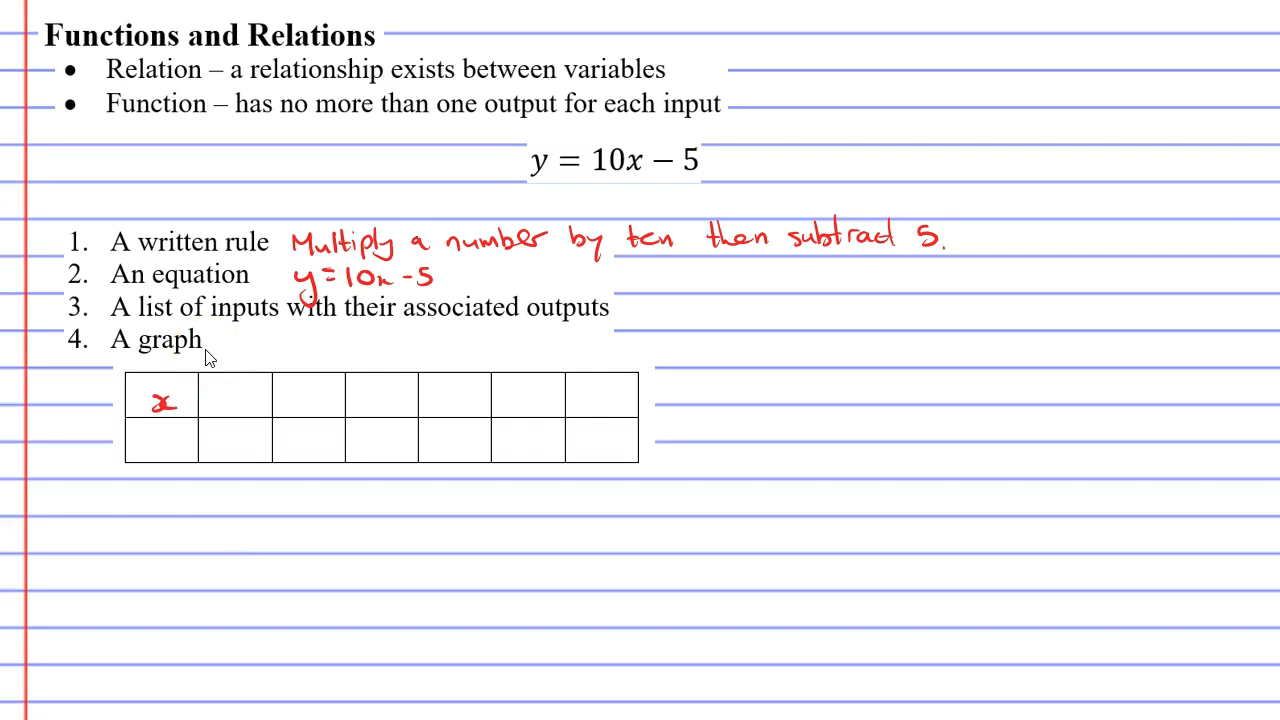 Functions and Relations
• Relation – a relationship exists between variables
• Function – has no more than one output for each input
y = 10x − 5
1. A written rule Multiply a number by ten then subtract 5.
2. An equation y = 10x - 5
3. A list of inputs with their associated outputs
4. A graph
x